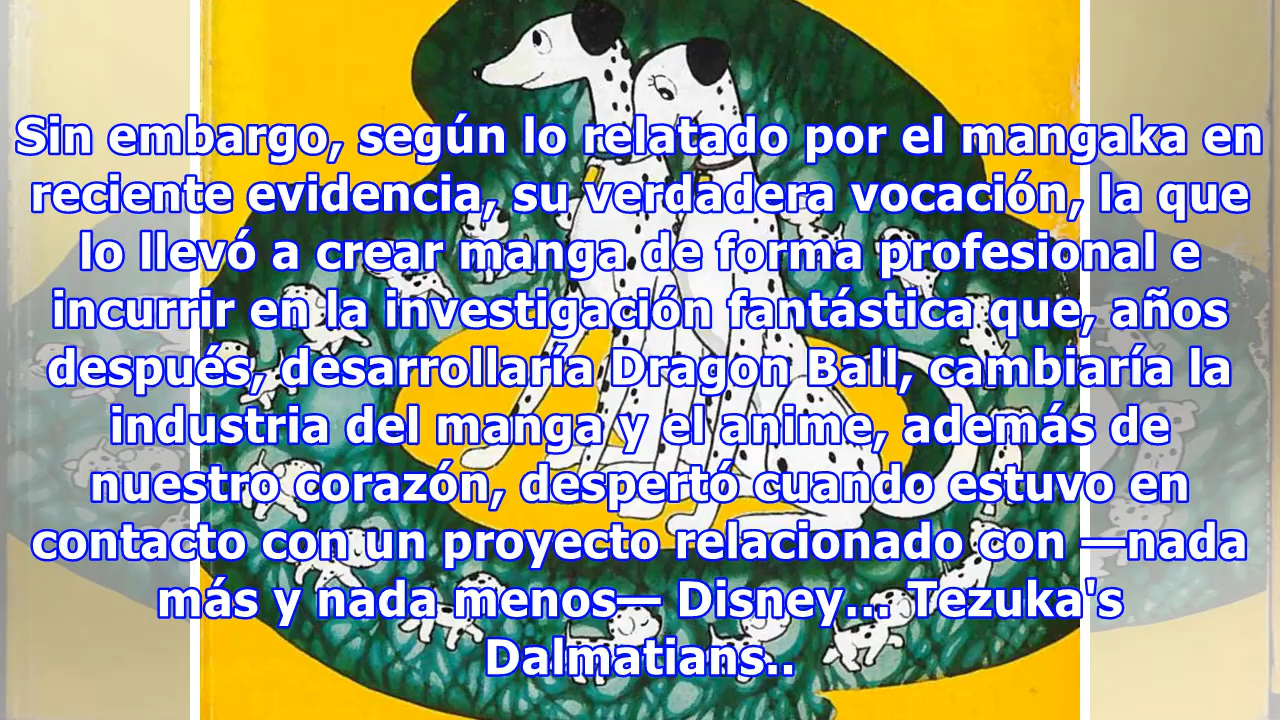 Sin embargo, según lo relatado por el mangaka en
reciente evidencia, su verdadera vocación, la que
lo llevó a crear manga de forma profesional e
incurrir en la investigación fantástica que, años
después, desarrollaría Dragon Ball, cambiaría la
industria del manga y el anime, además de
nuestro corazón, despertó cuando estuvo en
contacto con un proyecto relacionado con —nada
más y nada menos— Disney... Tezuka's
Dalmatians..